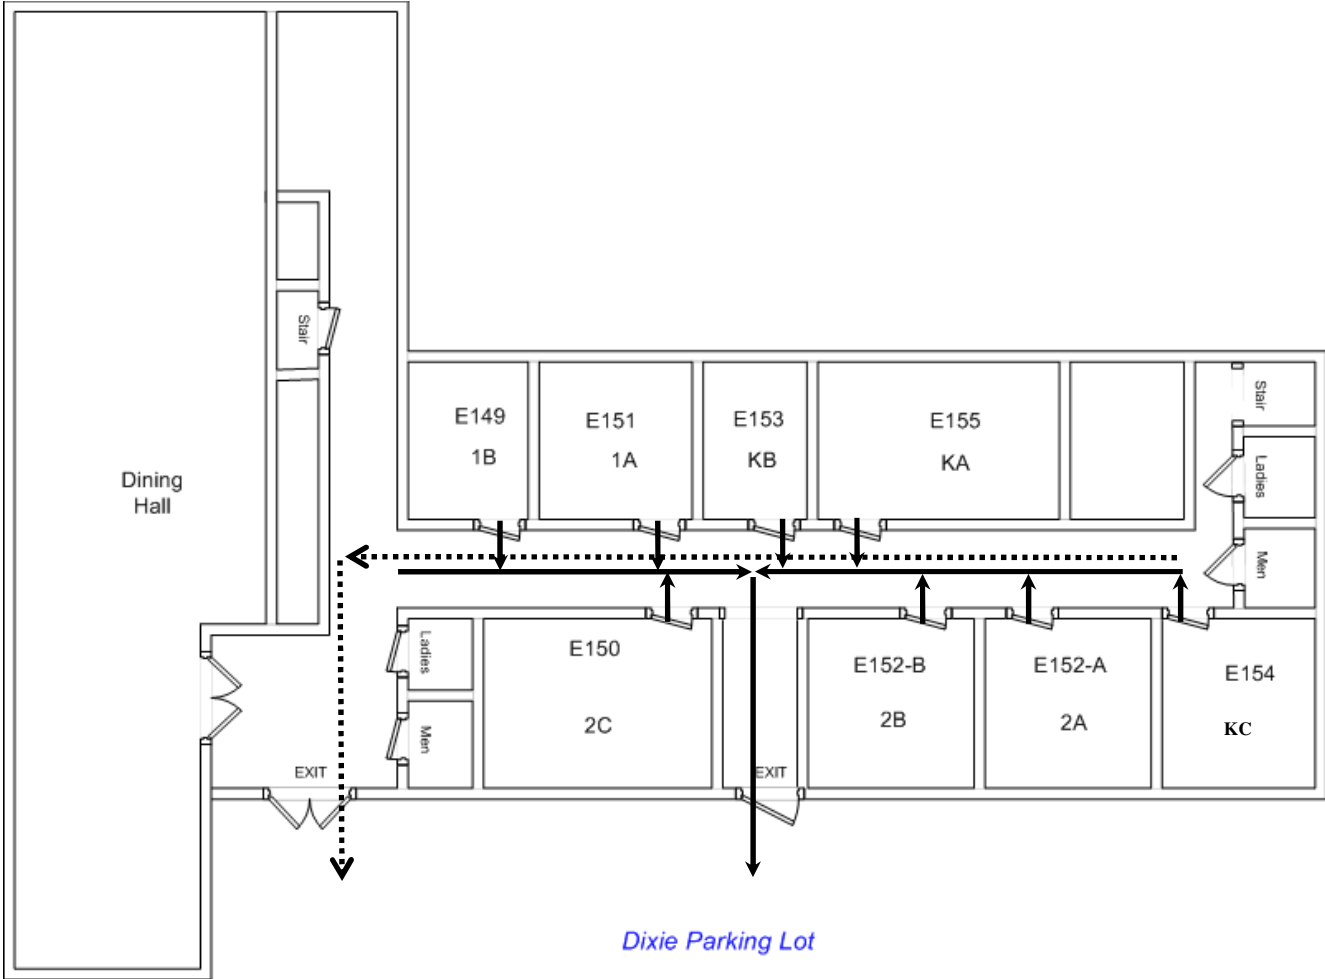 Stair
E149
1B
E151
1A
E153
KB
E155
KA
Stair
Ladies
Men
Dining
Hall
Ladies
Men
E150
2C
E152-B
2B
E152-A
2A
E154
KC
EXIT
EXIT
Dixie Parking Lot